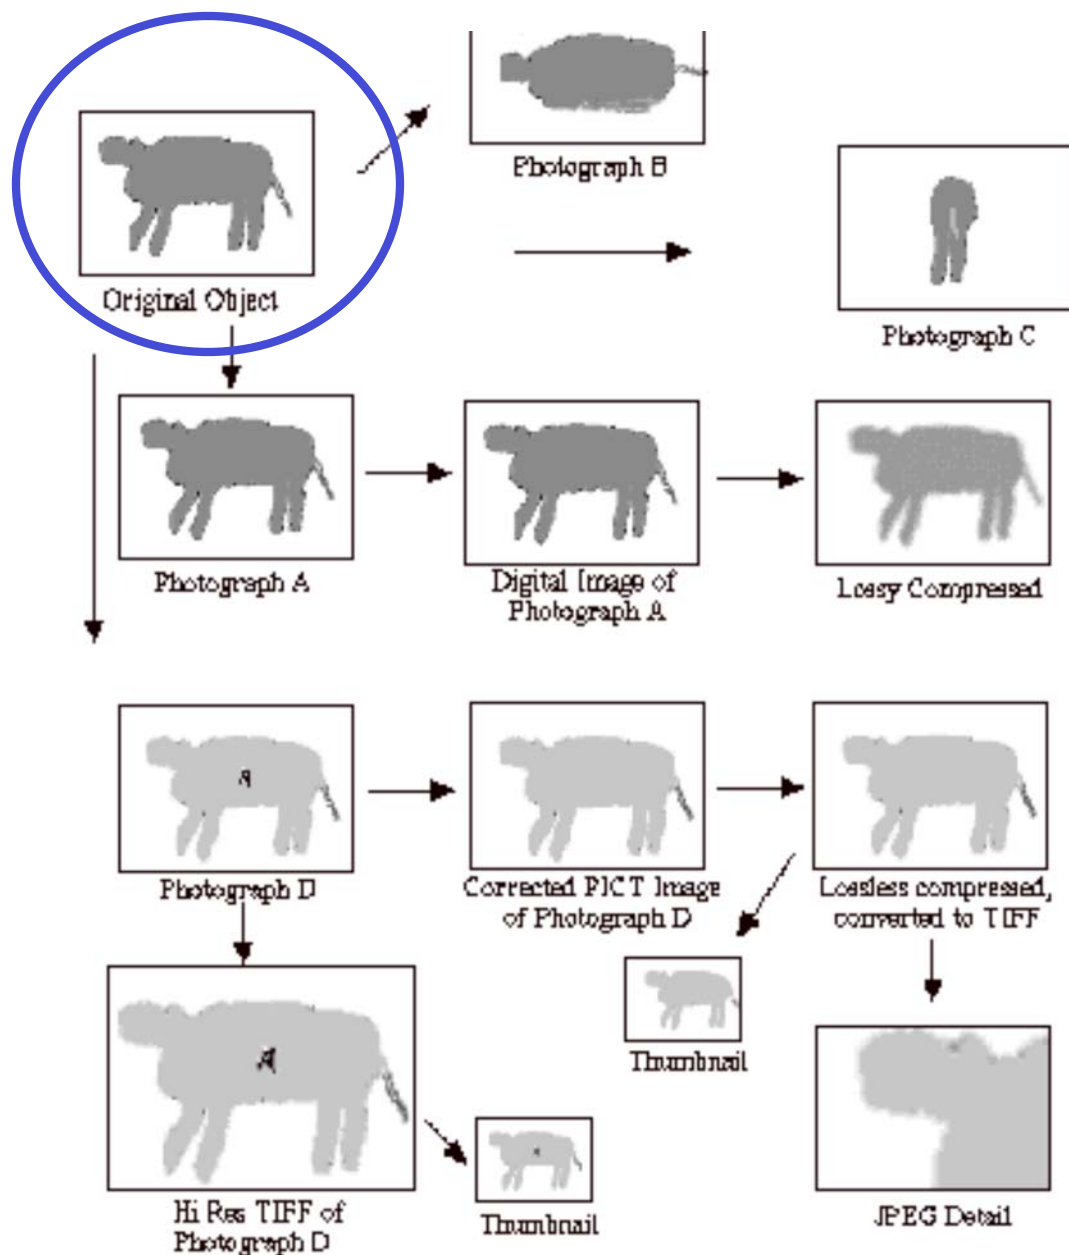 Photograph B
Original Object
Photograph C
Photograph A
Digital Image of
Photograph A
Lossy Compressed
A
Photograph D
Corrected PICT Image
of Photograph D
Lossless compressed,
converted to TIFF
Thumbnail
A
Hi Res TIFF of
Photograph D
Thumbnail
JPEG Detail